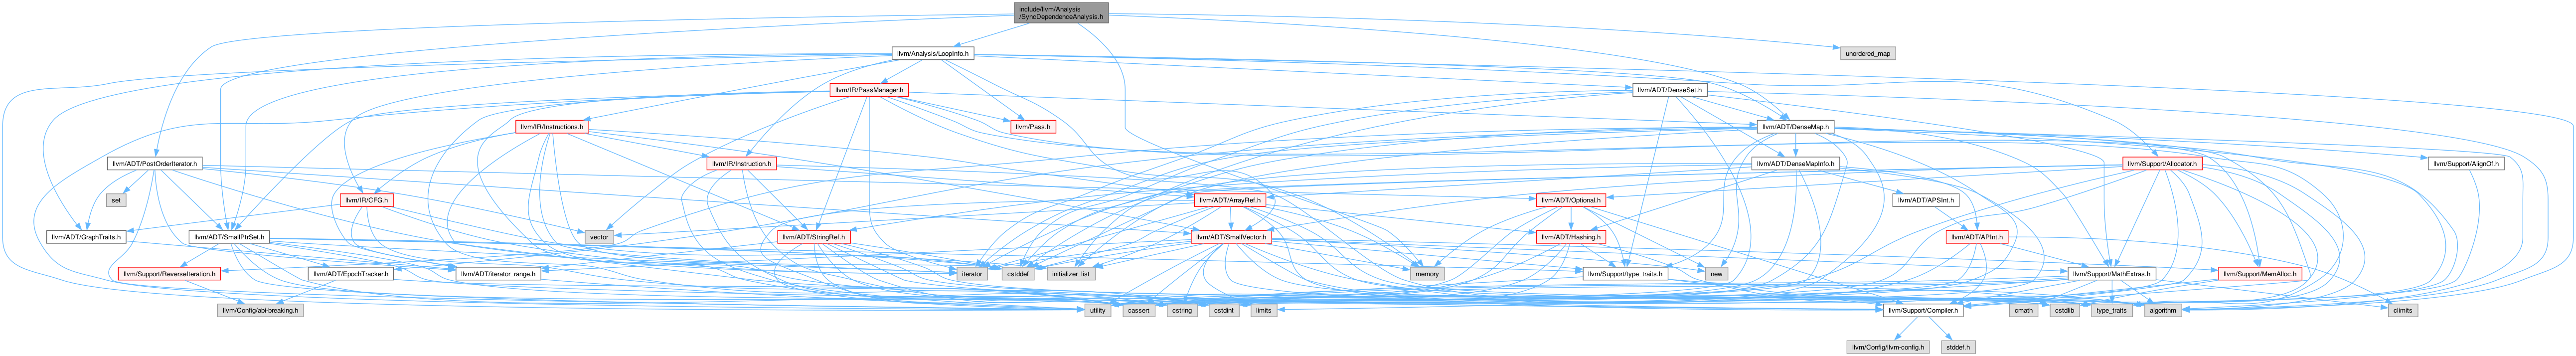 include/llvm/Analysis
/SyncDependenceAnalysis.h
llvm/Analysis/LoopInfo.h
unordered_map
llvm/IR/PassManager.h
llvm/ADT/DenseSet.h
llvm/IR/Instructions.h
llvm/Pass.h
llvm/ADT/DenseMap.h
llvm/ADT/PostOrderIterator.h
llvm/IR/Instruction.h
llvm/ADT/DenseMapInfo.h
llvm/Support/Allocator.h
llvm/Support/AlignOf.h
set
llvm/IR/CFG.h
llvm/ADT/ArrayRef.h
llvm/ADT/Optional.h
llvm/ADT/APSInt.h
llvm/ADT/GraphTraits.h
llvm/ADT/SmallPtrSet.h
vector
llvm/ADT/StringRef.h
llvm/ADT/SmallVector.h
llvm/ADT/Hashing.h
llvm/ADT/APInt.h
llvm/Support/ReverseIteration.h
llvm/ADT/EpochTracker.h
llvm/ADT/iterator_range.h
iterator
cstddef
initializer_list
memory
llvm/Support/type_traits.h
new
llvm/Support/MathExtras.h
llvm/Support/MemAlloc.h
llvm/Config/abi-breaking.h
utility
cassert
cstring
cstdint
limits
llvm/Support/Compiler.h
cmath
cstdlib
type_traits
algorithm
climits
llvm/Config/llvm-config.h
stddef.h